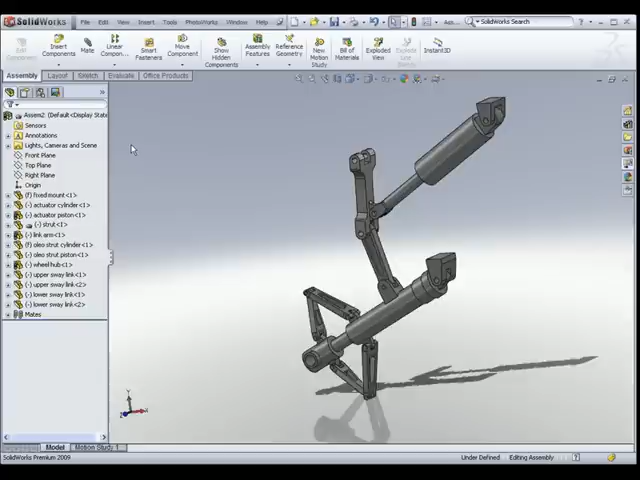 SolidWorks File Edit View Insert Tools PhotoWorks Window Help Ass... SolidWorks Search
Insert Components
Mate
Linear Compon...
Smart Fasteners
Move Component
Show Hidden Components
Assembly Features
Reference Geometry
New Motion Study
Bill of Materials
Exploded View
Instant3D
Assembly Layout Sketch Evaluate Office Products
Assem2 (Default<Display State
Sensors
Annotations
Lights, Cameras and Scene
Front Plane
Top Plane
Right Plane
Origin
(f) fixed mount<1>
(-) actuator cylinder<1>
(-) actuator piston<1>
strut<1>
(-) link arm<1>
(f) oleo strut cylinder<1>
(-) oleo strut piston<1>
(-) wheel hub<1>
(-) upper sway link<1>
(-) upper sway link<2>
(-) lower sway link<1>
(-) lower sway link<2>
Mates
Y
X
Z
Model Motion Study 1
SolidWorks Premium 2009 Under Defined Editing Assembly